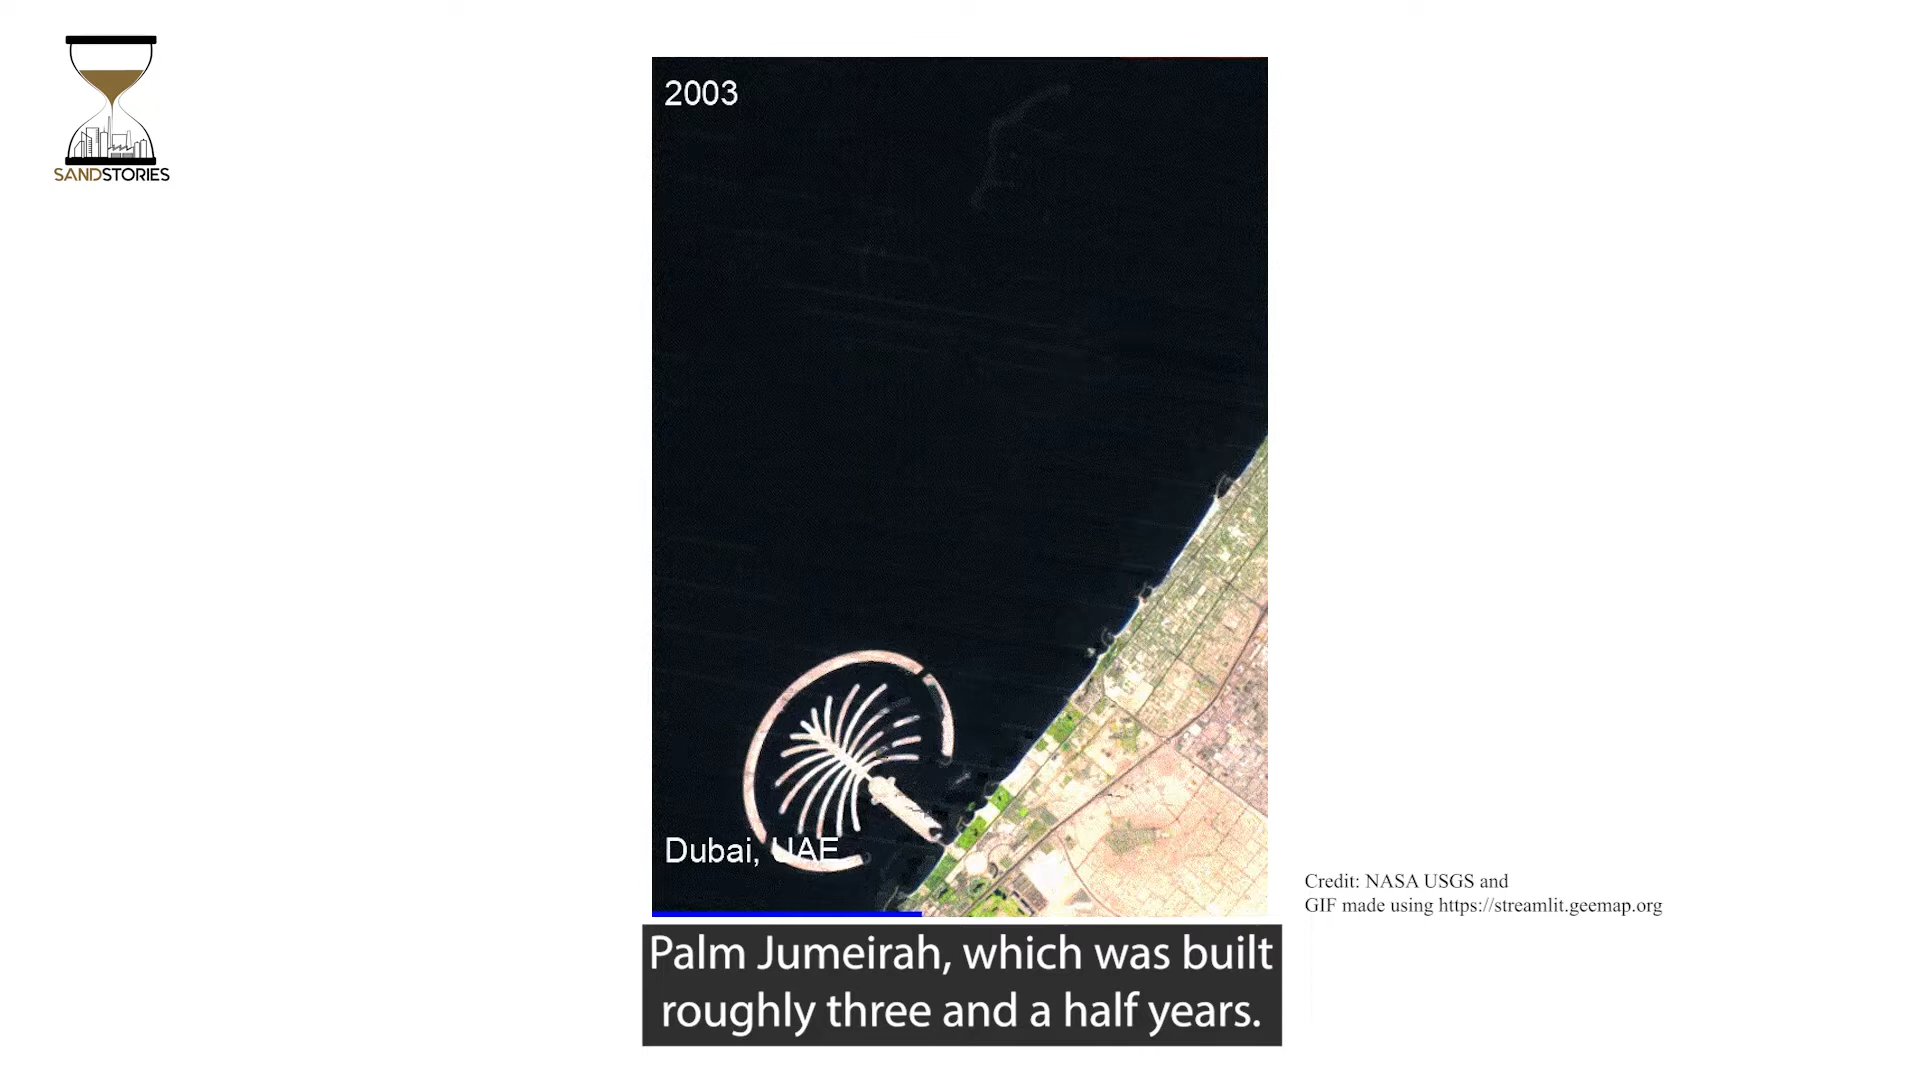 SANDSTORIES
2003
Dubai, UAE
Credit: NASA USGS and
GIF made using https://streamlit.geemap.org
Palm Jumeirah, which was built
roughly three and a half years.